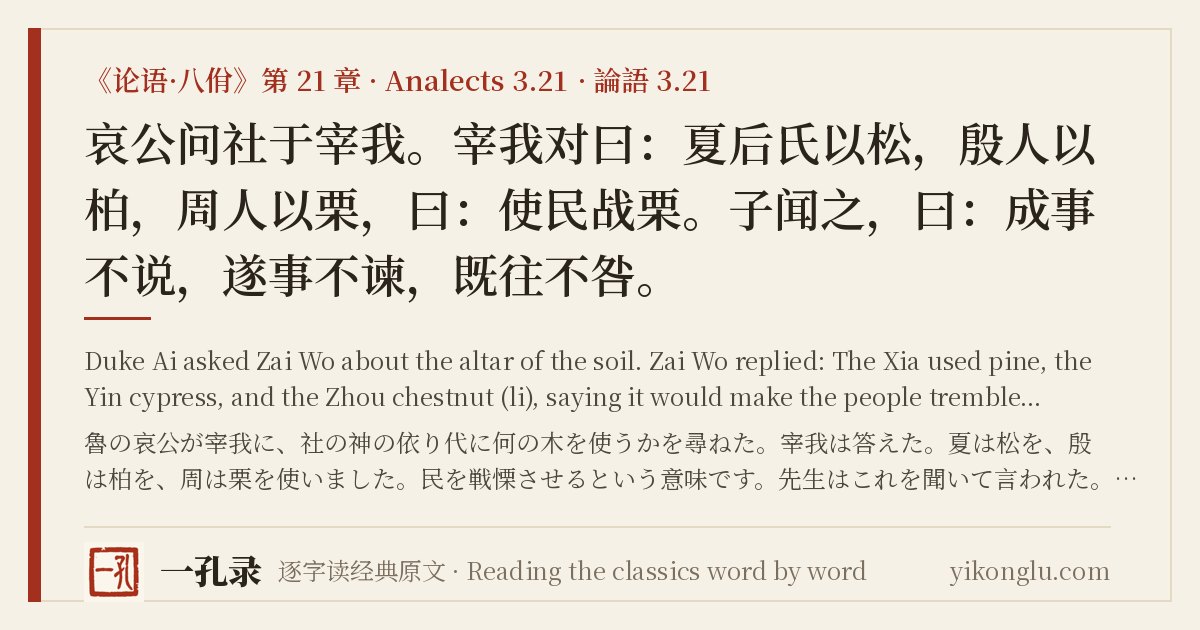 《论语·八佾》第 21 章 · Analects 3.21 · 論語 3.21
哀公问社于宰我。宰我对曰：夏后氏以松，殷人以
柏，周人以栗，曰：使民战栗。子闻之，曰：成事
不说，遂事不谏，既往不咎。
Duke Ai asked Zai Wo about the altar of the soil. Zai Wo replied: The Xia used pine, the
Yin cypress, and the Zhou chestnut (li), saying it would make the people tremble...
魯の哀公が宰我に、社の神の依り代に何の木を使うかを尋ねた。宰我は答えた。夏は松を、殷
は柏を、周は栗を使いました。民を戦慄させるという意味です。先生はこれを聞いて言われた。…
一孔
一孔录 逐字读经典原文 · Reading the classics word by word yikonglu.com